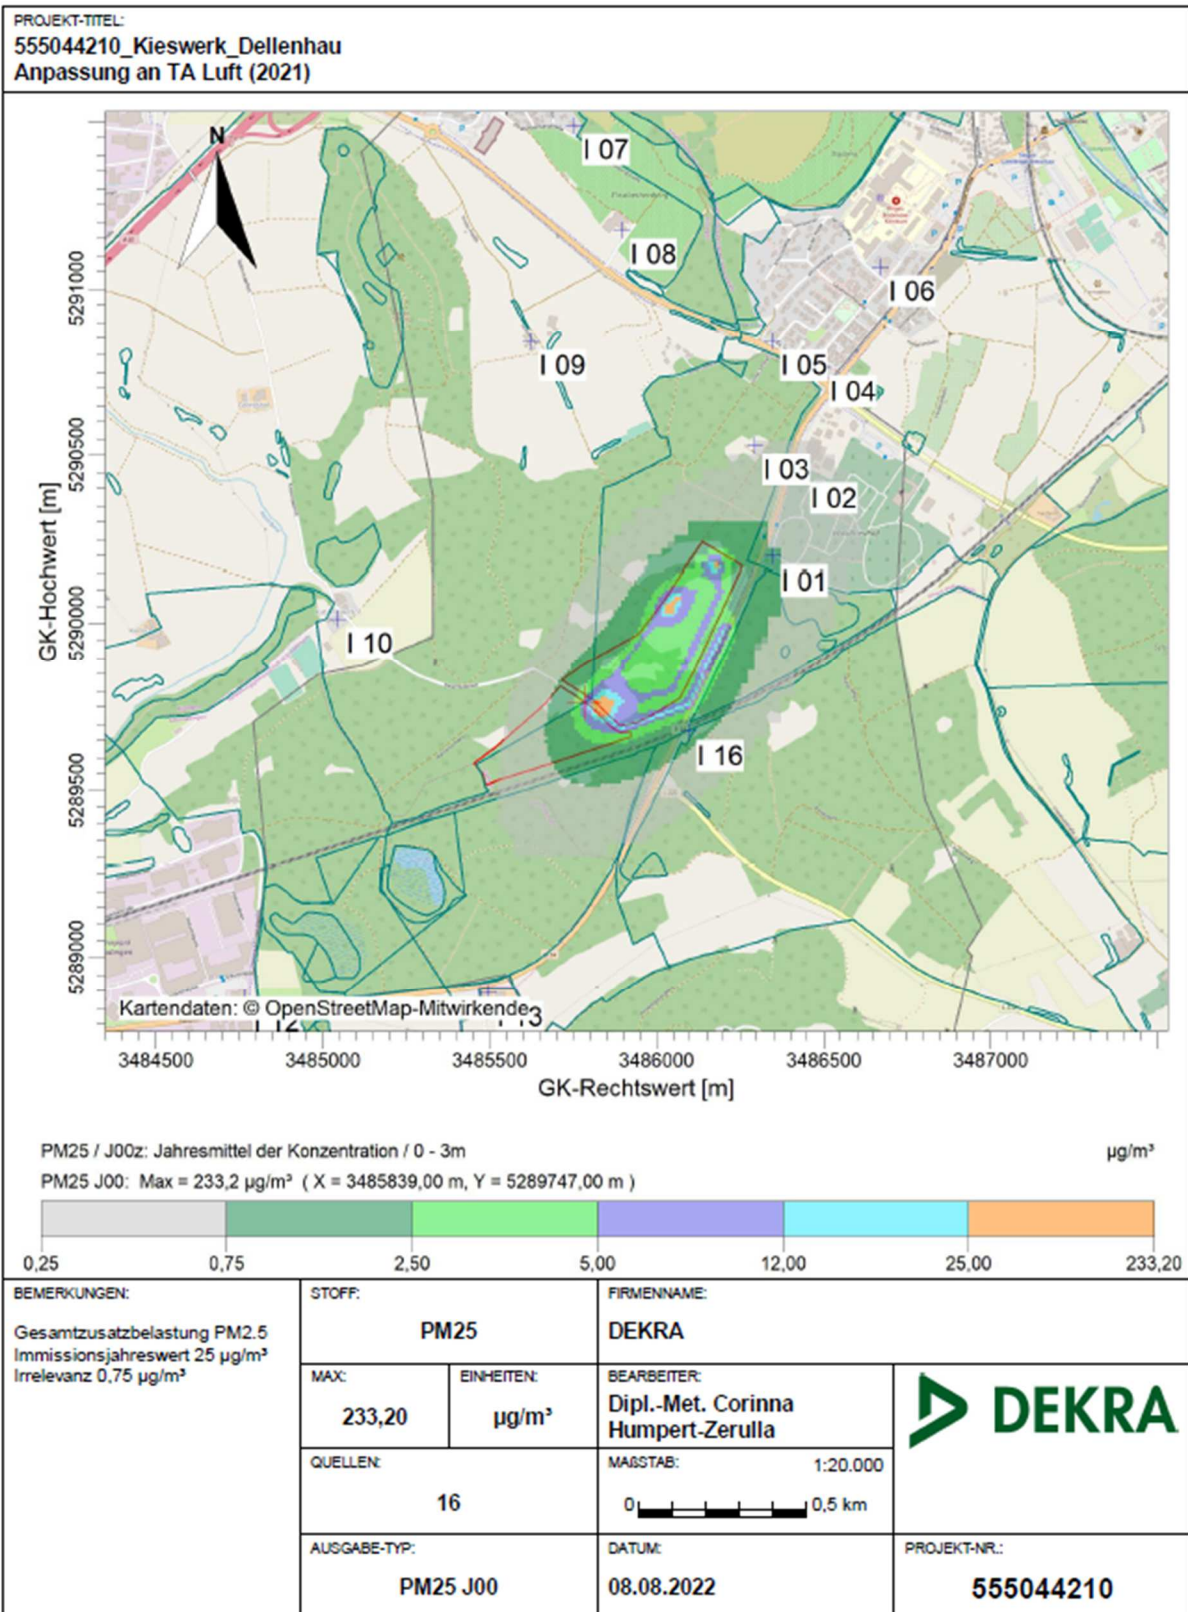 PROJEKT-TITEL:
555044210_Kieswerk_Dellenhau
Anpassung an TA Luft (2021)
N
I 07
I 08
I 06
I 09
I 05
I 04
I 03
I 02
I 01
I 10
I 16
Kartendaten: © OpenStreetMap-Mitwirkende
GK-Hochwert [m]
5291000
5290500
5290000
5289500
5289000
3484500 3485000 3485500 3486000 3486500 3487000
GK-Rechtswert [m]
PM25 / J00z: Jahresmittel der Konzentration / 0 - 3m µg/m³
PM25 J00: Max = 233,2 µg/m³ ( X = 3485839,00 m, Y = 5289747,00 m )
0,25 0,75 2,50 5,00 12,00 25,00 233,20
BEMERKUNGEN:
Gesamtzusatzbelastung PM2.5
Immissionsjahreswert 25 µg/m³
Irrelevanz 0,75 µg/m³
STOFF:
PM25
FIRMENNAME:
DEKRA
MAX:
233,20
EINHEITEN:
µg/m³
BEARBEITER:
Dipl.-Met. Corinna
Humpert-Zerulla
DEKRA
QUELLEN:
16
MAßSTAB: 1:20.000
0 0,5 km
AUSGABE-TYP:
PM25 J00
DATUM:
08.08.2022
PROJEKT-NR.:
555044210